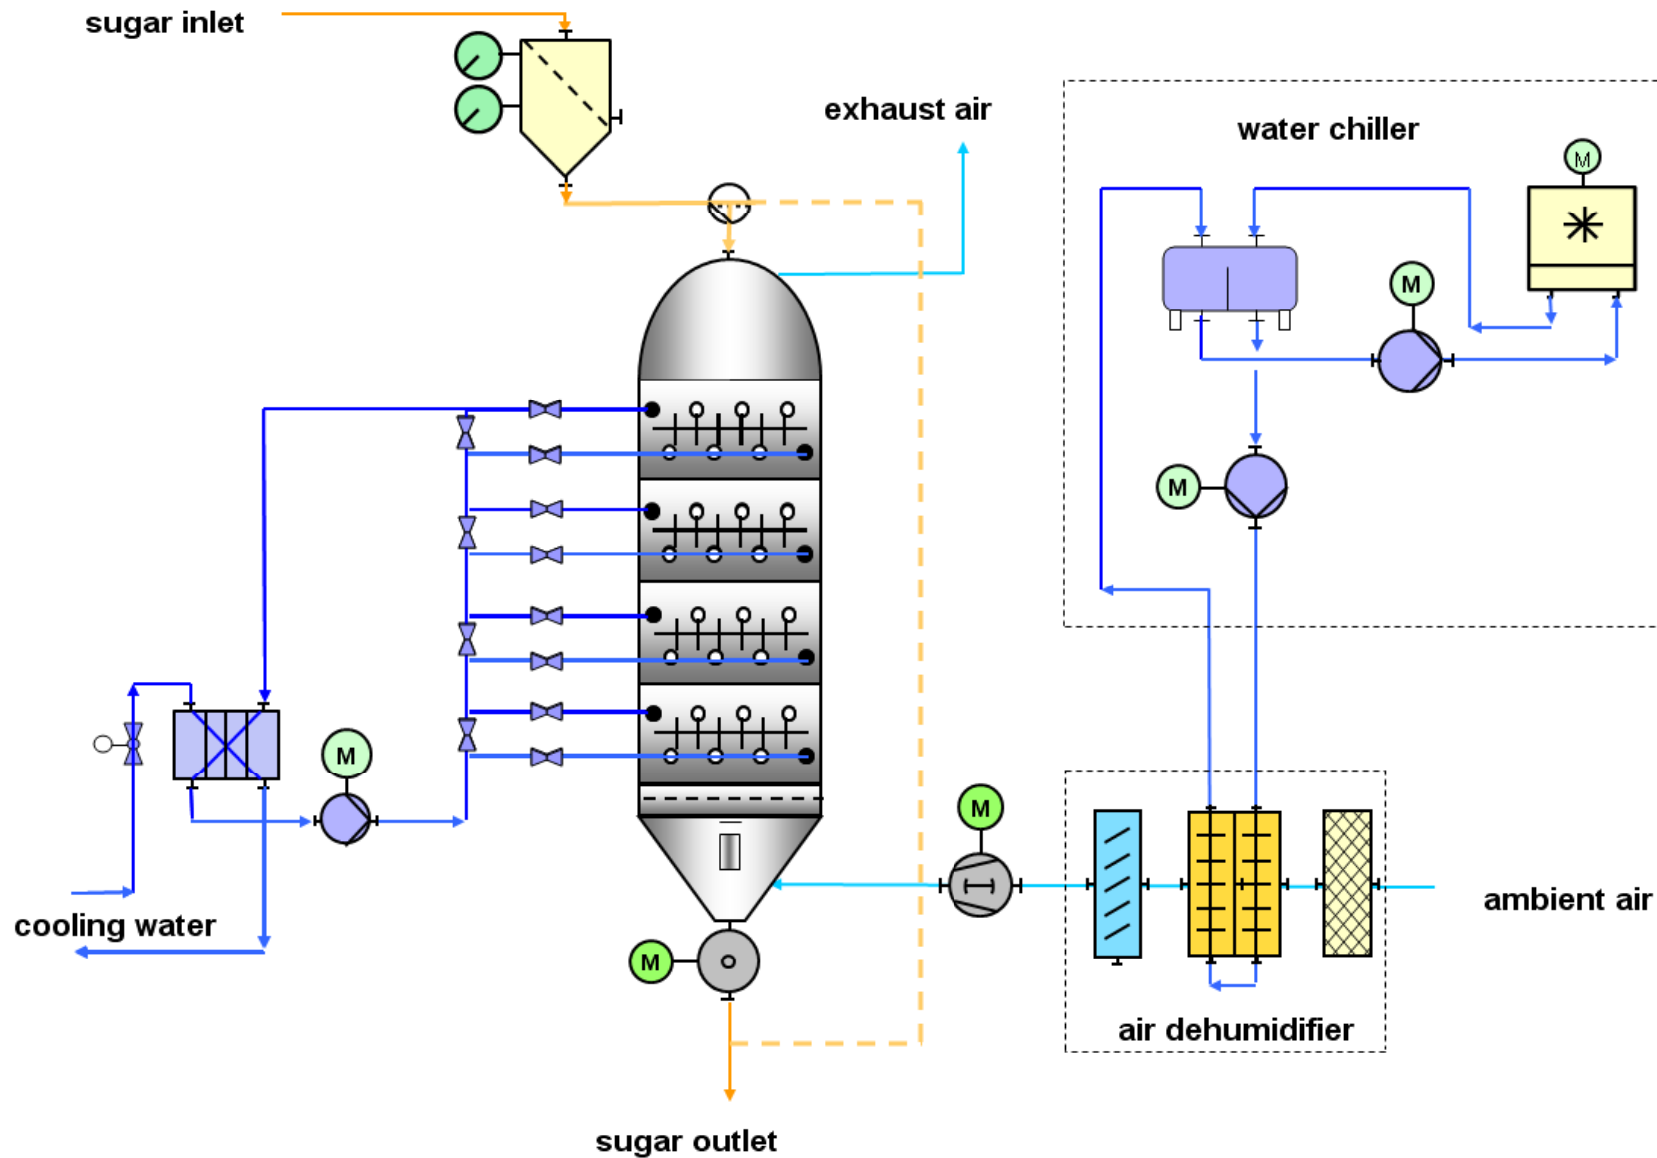 sugar inlet
exhaust air
water chiller
M
M
M
M
M
cooling water
M
M
ambient air
air dehumidifier
sugar outlet